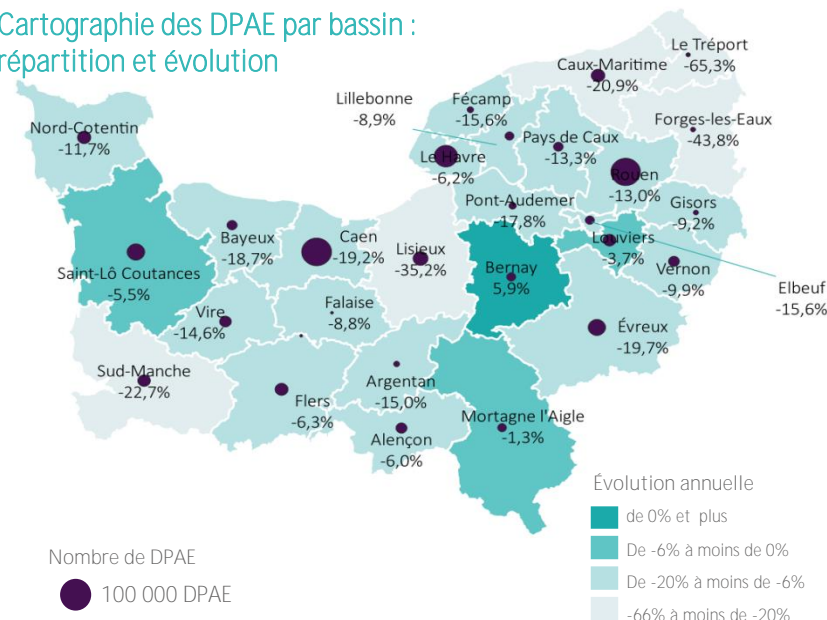 Cartographie des DPAE par bassin :
répartition et évolution
Le Tréport
-65,3%
Caux-Maritime
-20,9%
Lillebonne
-8,9%
Fécamp
-15,6%
Forges-les-Eaux
-43,8%
Nord-Cotentin
-11,7%
Pays de Caux
-13,3%
Le Havre
-6,2%
Rouen
-13,0%
Pont-Audemer
-17,8%
Gisors
-9,2%
Bayeux
-18,7%
Caen
-19,2%
Lisieux
-35,2%
Louviers
-3,7%
Saint-Lô Coutances
-5,5%
Bernay
5,9%
Vernon
-9,9%
Elbeuf
-15,6%
Vire
-14,6%
Falaise
-8,8%
Évreux
-19,7%
Sud-Manche
-22,7%
Argentan
-15,0%
Flers
-6,3%
Mortagne l'Aigle
-1,3%
Alençon
-6,0%
Évolution annuelle
de 0% et plus
De -6% à moins de 0%
De -20% à moins de -6%
-66% à moins de -20%
Nombre de DPAE
100 000 DPAE